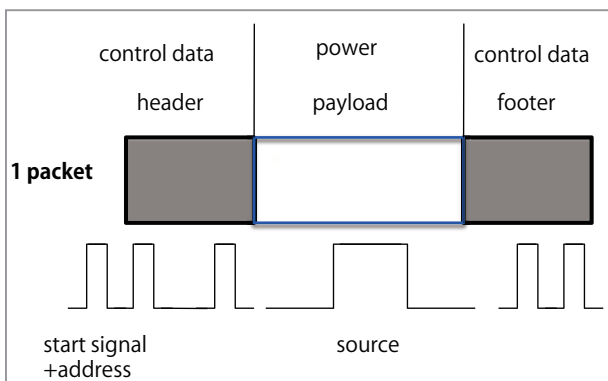 control data
power
control data
header
payload
footer
1 packet
start signal
+address
source